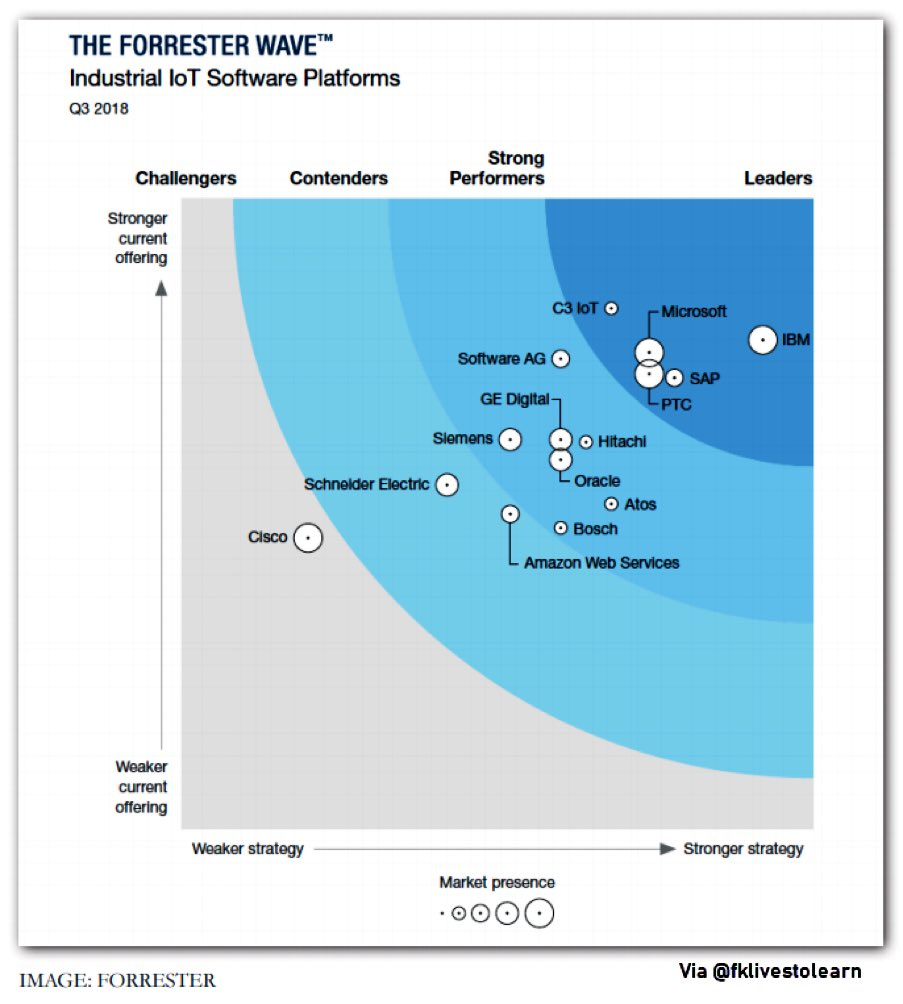 THE FORRESTER WAVE™
Industrial IoT Software Platforms
Q3 2018
Challengers
Contenders
Strong
Performers
Leaders
Stronger
current
offering
C3 IoT
Microsoft
IBM
Software AG
SAP
PTC
GE Digital
Siemens
Hitachi
Oracle
Schneider Electric
Atos
Bosch
Cisco
Amazon Web Services
Weaker
current
offering
Weaker strategy
Stronger strategy
Market presence
IMAGE: FORRESTER
Via @fklivestolearn